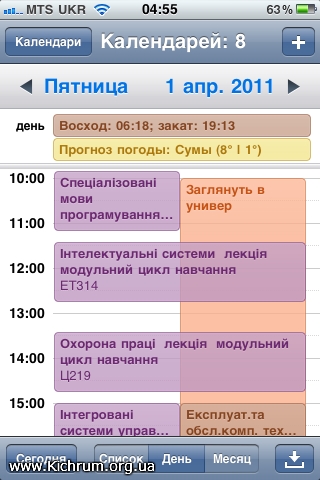 MTS UKR 04:55 63%
Календари Календарей: 8 +
Пятница 1 апр. 2011
день
Восход: 06:18; закат: 19:13
Прогноз погоды: Сумы (8° | 1°)
10:00
Спеціалізовані
мови
програмування...
Заглянуть в
универ
11:00
Інтелектуальні системи лекція
модульний цикл навчання
ЕТ314
12:00
13:00
Охорона праці лекція модульний
цикл навчання
Ц219
14:00
15:00
Інтегровані
системи управ...
Експлуат.та
обсл.комп. тех...
Сегодня Список День Месяц
www.Kichrum.org.ua